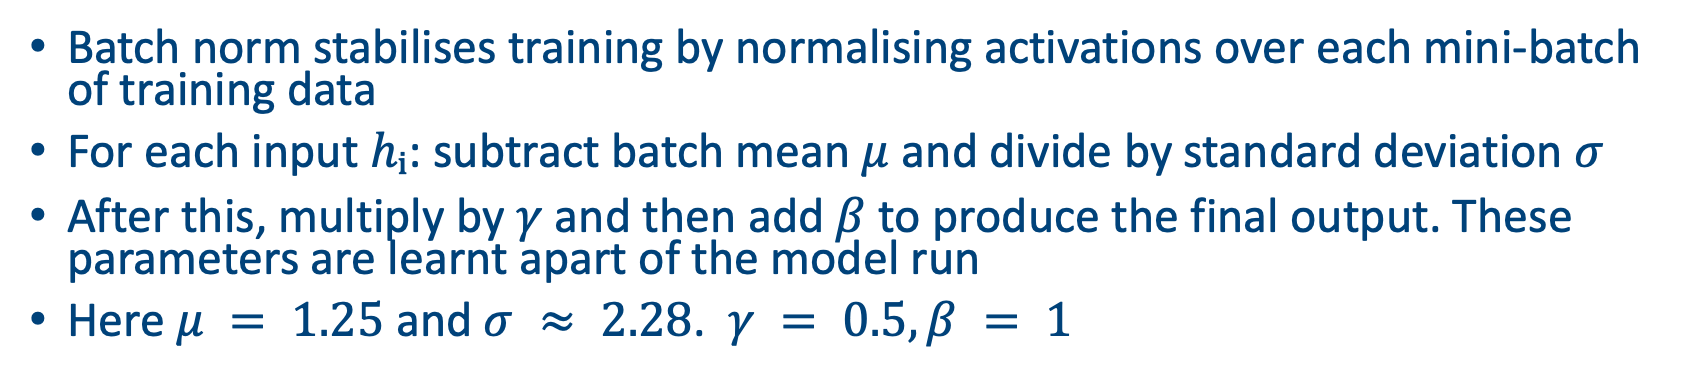 • Batch norm stabilises training by normalising activations over each mini-batch
of training data
• For each input hᵢ: subtract batch mean μ and divide by standard deviation σ
• After this, multiply by γ and then add β to produce the final output. These
parameters are learnt apart of the model run
• Here μ = 1.25 and σ ≈ 2.28. γ = 0.5, β = 1